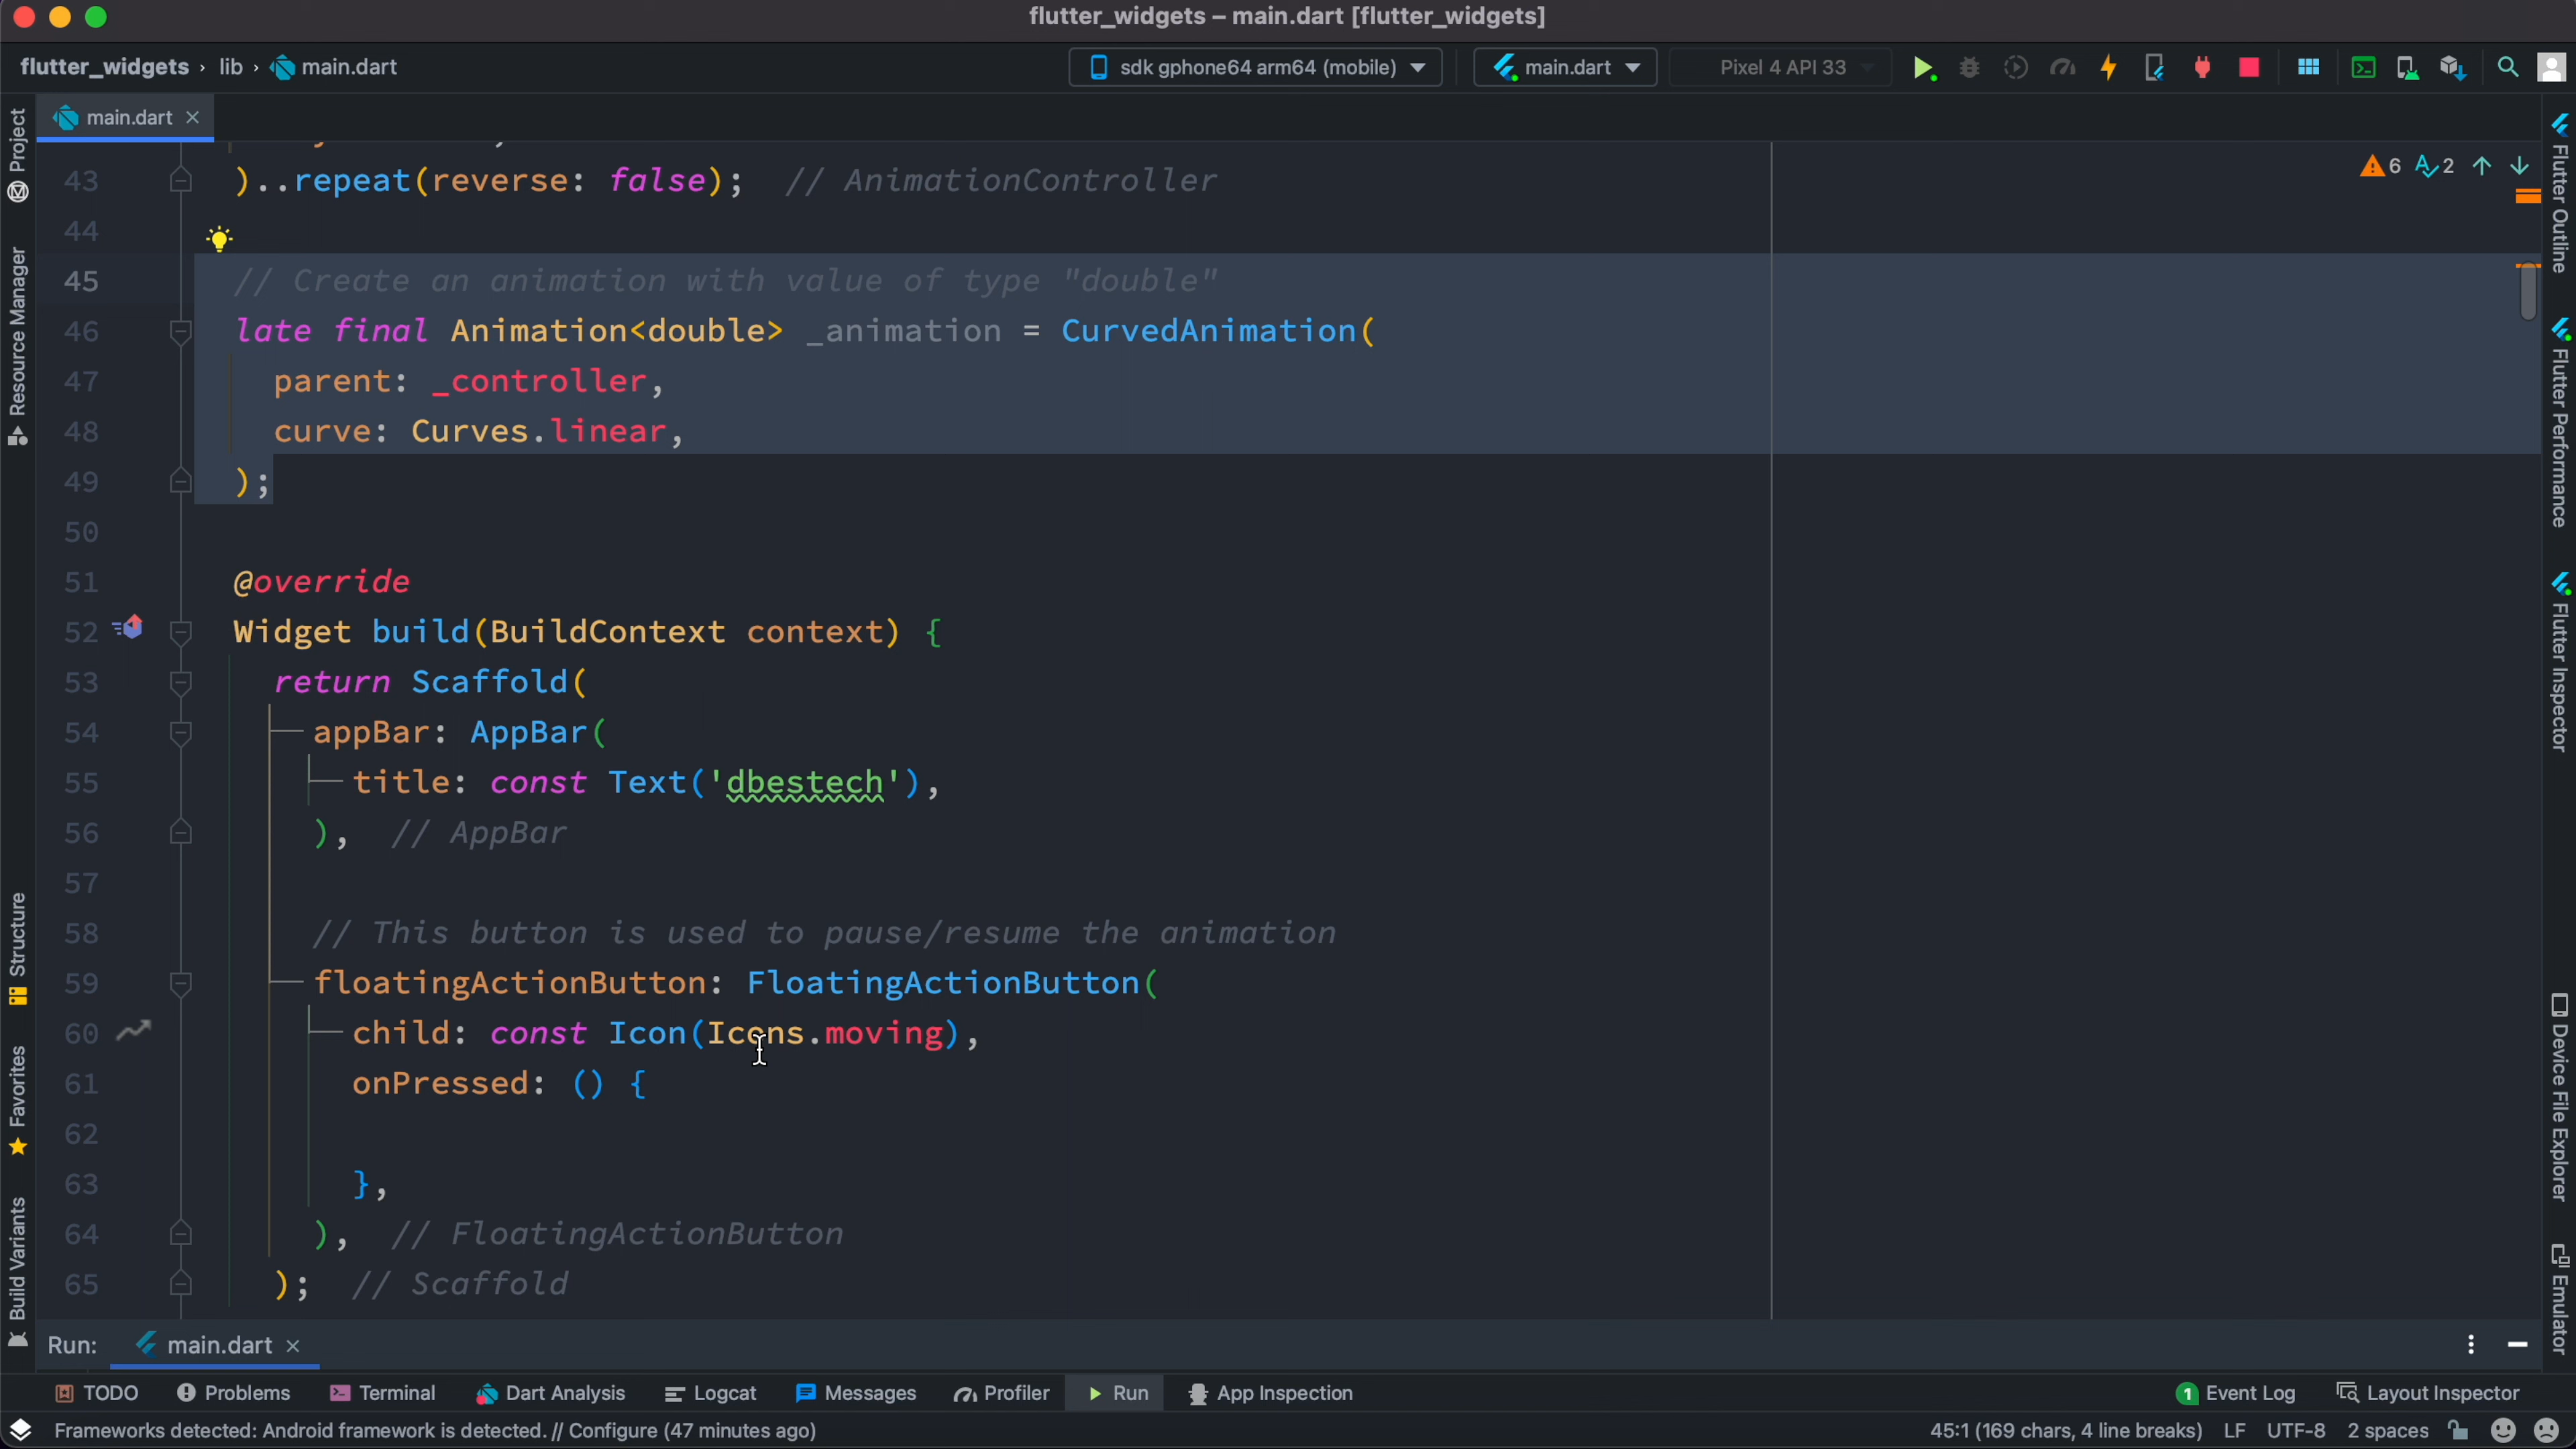 flutter_widgets – main.dart [flutter_widgets]
flutter_widgets › lib › main.dart
sdk gphone64 arm64 (mobile)
main.dart
Pixel 4 API 33
main.dart
6 2
43 )..repeat(reverse: false); // AnimationController
44
45 // Create an animation with value of type "double"
46 late final Animation<double> _animation = CurvedAnimation(
47 parent: _controller,
48 curve: Curves.linear,
49 );
50
51 @override
52 Widget build(BuildContext context) {
53 return Scaffold(
54 appBar: AppBar(
55 title: const Text('dbestech'),
56 ), // AppBar
57
58 // This button is used to pause/resume the animation
59 floatingActionButton: FloatingActionButton(
60 child: const Icon(Icons.moving),
61 onPressed: () {
62
63 },
64 ), // FloatingActionButton
65 ); // Scaffold
Project
Resource Manager
Structure
Favorites
Build Variants
Flutter Outline
Flutter Performance
Flutter Inspector
Device File Explorer
Emulator
Run: main.dart
TODO Problems Terminal Dart Analysis Logcat Messages Profiler Run App Inspection 1 Event Log Layout Inspector
Frameworks detected: Android framework is detected. // Configure (47 minutes ago) 45:1 (169 chars, 4 line breaks) LF UTF-8 2 spaces